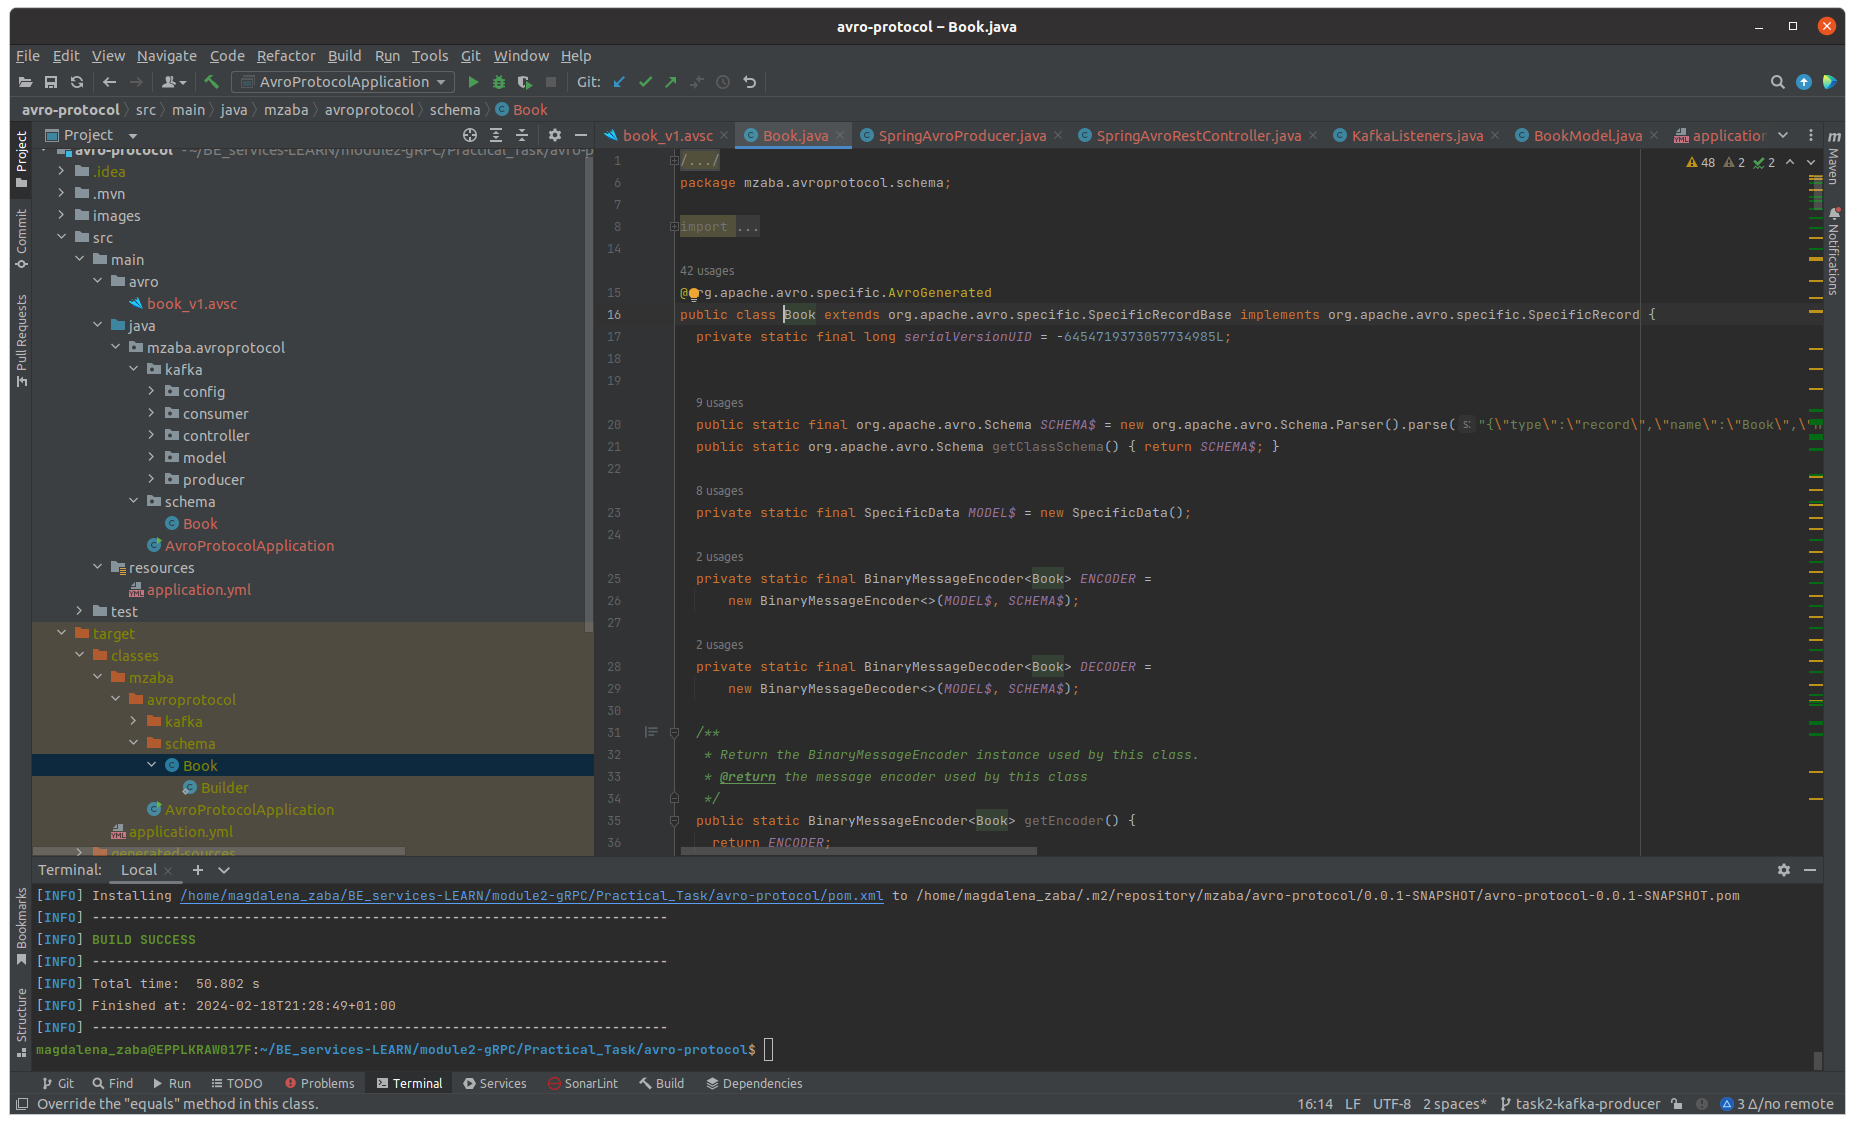 avro-protocol – Book.java
File Edit View Navigate Code Refactor Build Run Tools Git Window Help
AvroProtocolApplication Git:
avro-protocol src main java mzaba avroprotocol schema Book
Project
book_v1.avsc Book.java SpringAvroProducer.java SpringAvroRestController.java KafkaListeners.java BookModel.java application
avro-protocol ~/BE_services-LEARN/module2-gRPC/Practical_Task/avro-p
.idea
.mvn
images
src
main
avro
book_v1.avsc
java
mzaba.avroprotocol
kafka
config
consumer
controller
model
producer
schema
Book
AvroProtocolApplication
resources
application.yml
test
target
classes
mzaba
avroprotocol
kafka
schema
Book
Builder
AvroProtocolApplication
application.yml
generated-sources
Project
Commit
Pull Requests
Bookmarks
Structure
48 2 2
1 /.../
6 package mzaba.avroprotocol.schema;
7
8 import ...
14
42 usages
15 @org.apache.avro.specific.AvroGenerated
16 public class Book extends org.apache.avro.specific.SpecificRecordBase implements org.apache.avro.specific.SpecificRecord {
17 private static final long serialVersionUID = -6454719373057734985L;
18
19
9 usages
20 public static final org.apache.avro.Schema SCHEMA$ = new org.apache.avro.Schema.Parser().parse( s: "{\"type\":\"record\",\"name\":\"Book\",\"n
21 public static org.apache.avro.Schema getClassSchema() { return SCHEMA$; }
22
8 usages
23 private static final SpecificData MODEL$ = new SpecificData();
24
2 usages
25 private static final BinaryMessageEncoder<Book> ENCODER =
26 new BinaryMessageEncoder<>(MODEL$, SCHEMA$);
27
2 usages
28 private static final BinaryMessageDecoder<Book> DECODER =
29 new BinaryMessageDecoder<>(MODEL$, SCHEMA$);
30
31 /**
32 * Return the BinaryMessageEncoder instance used by this class.
33 * @return the message encoder used by this class
34 */
35 public static BinaryMessageEncoder<Book> getEncoder() {
36 return ENCODER;
m
Maven
Notifications
Terminal: Local
[INFO] Installing /home/magdalena_zaba/BE_services-LEARN/module2-gRPC/Practical_Task/avro-protocol/pom.xml to /home/magdalena_zaba/.m2/repository/mzaba/avro-protocol/0.0.1-SNAPSHOT/avro-protocol-0.0.1-SNAPSHOT.pom
[INFO] ------------------------------------------------------------------------
[INFO] BUILD SUCCESS
[INFO] ------------------------------------------------------------------------
[INFO] Total time:  50.802 s
[INFO] Finished at: 2024-02-18T21:28:49+01:00
[INFO] ------------------------------------------------------------------------
magdalena_zaba@EPPLKRAW017F:~/BE_services-LEARN/module2-gRPC/Practical_Task/avro-protocol$
Git Find Run TODO Problems Terminal Services SonarLint Build Dependencies
Override the "equals" method in this class. 16:14 LF UTF-8 2 spaces* task2-kafka-producer 3 Δ/no remote